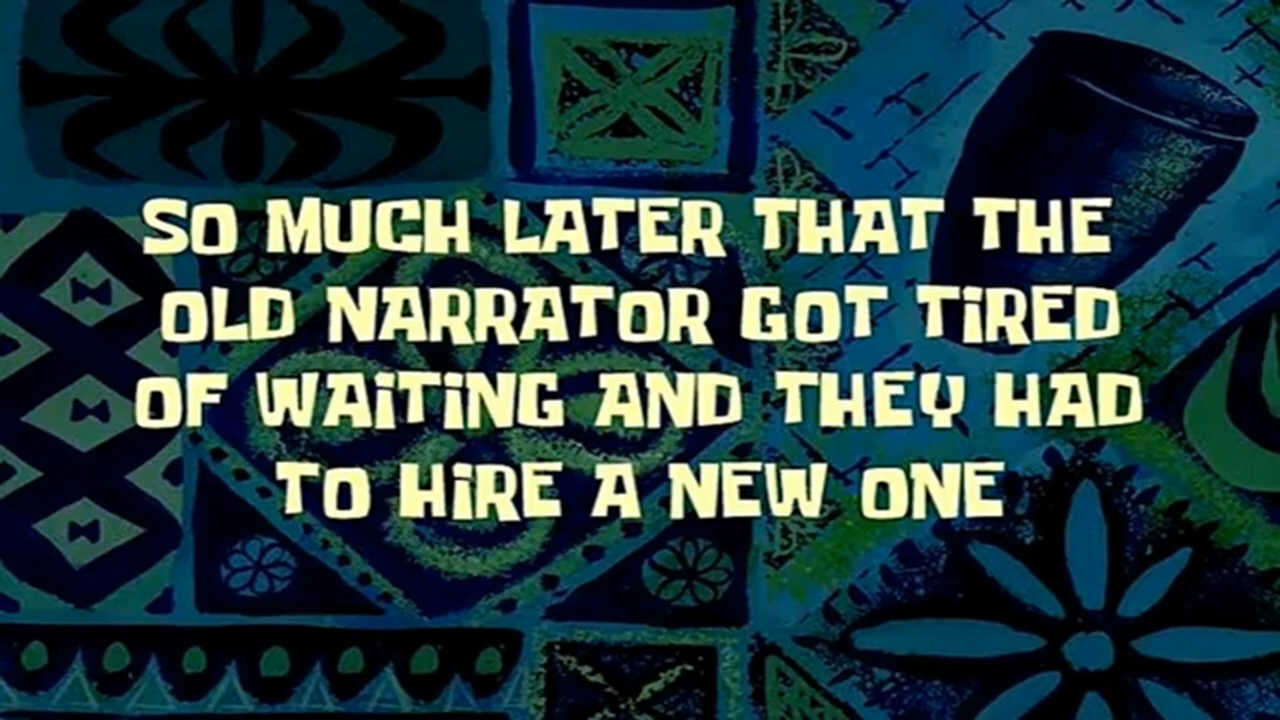 SO MUCH LATER THAT THE
OLD NARRATOR GOT TiRED
OF WAiTiNG AND THEY HAD
TO HiRE A NEW ONE